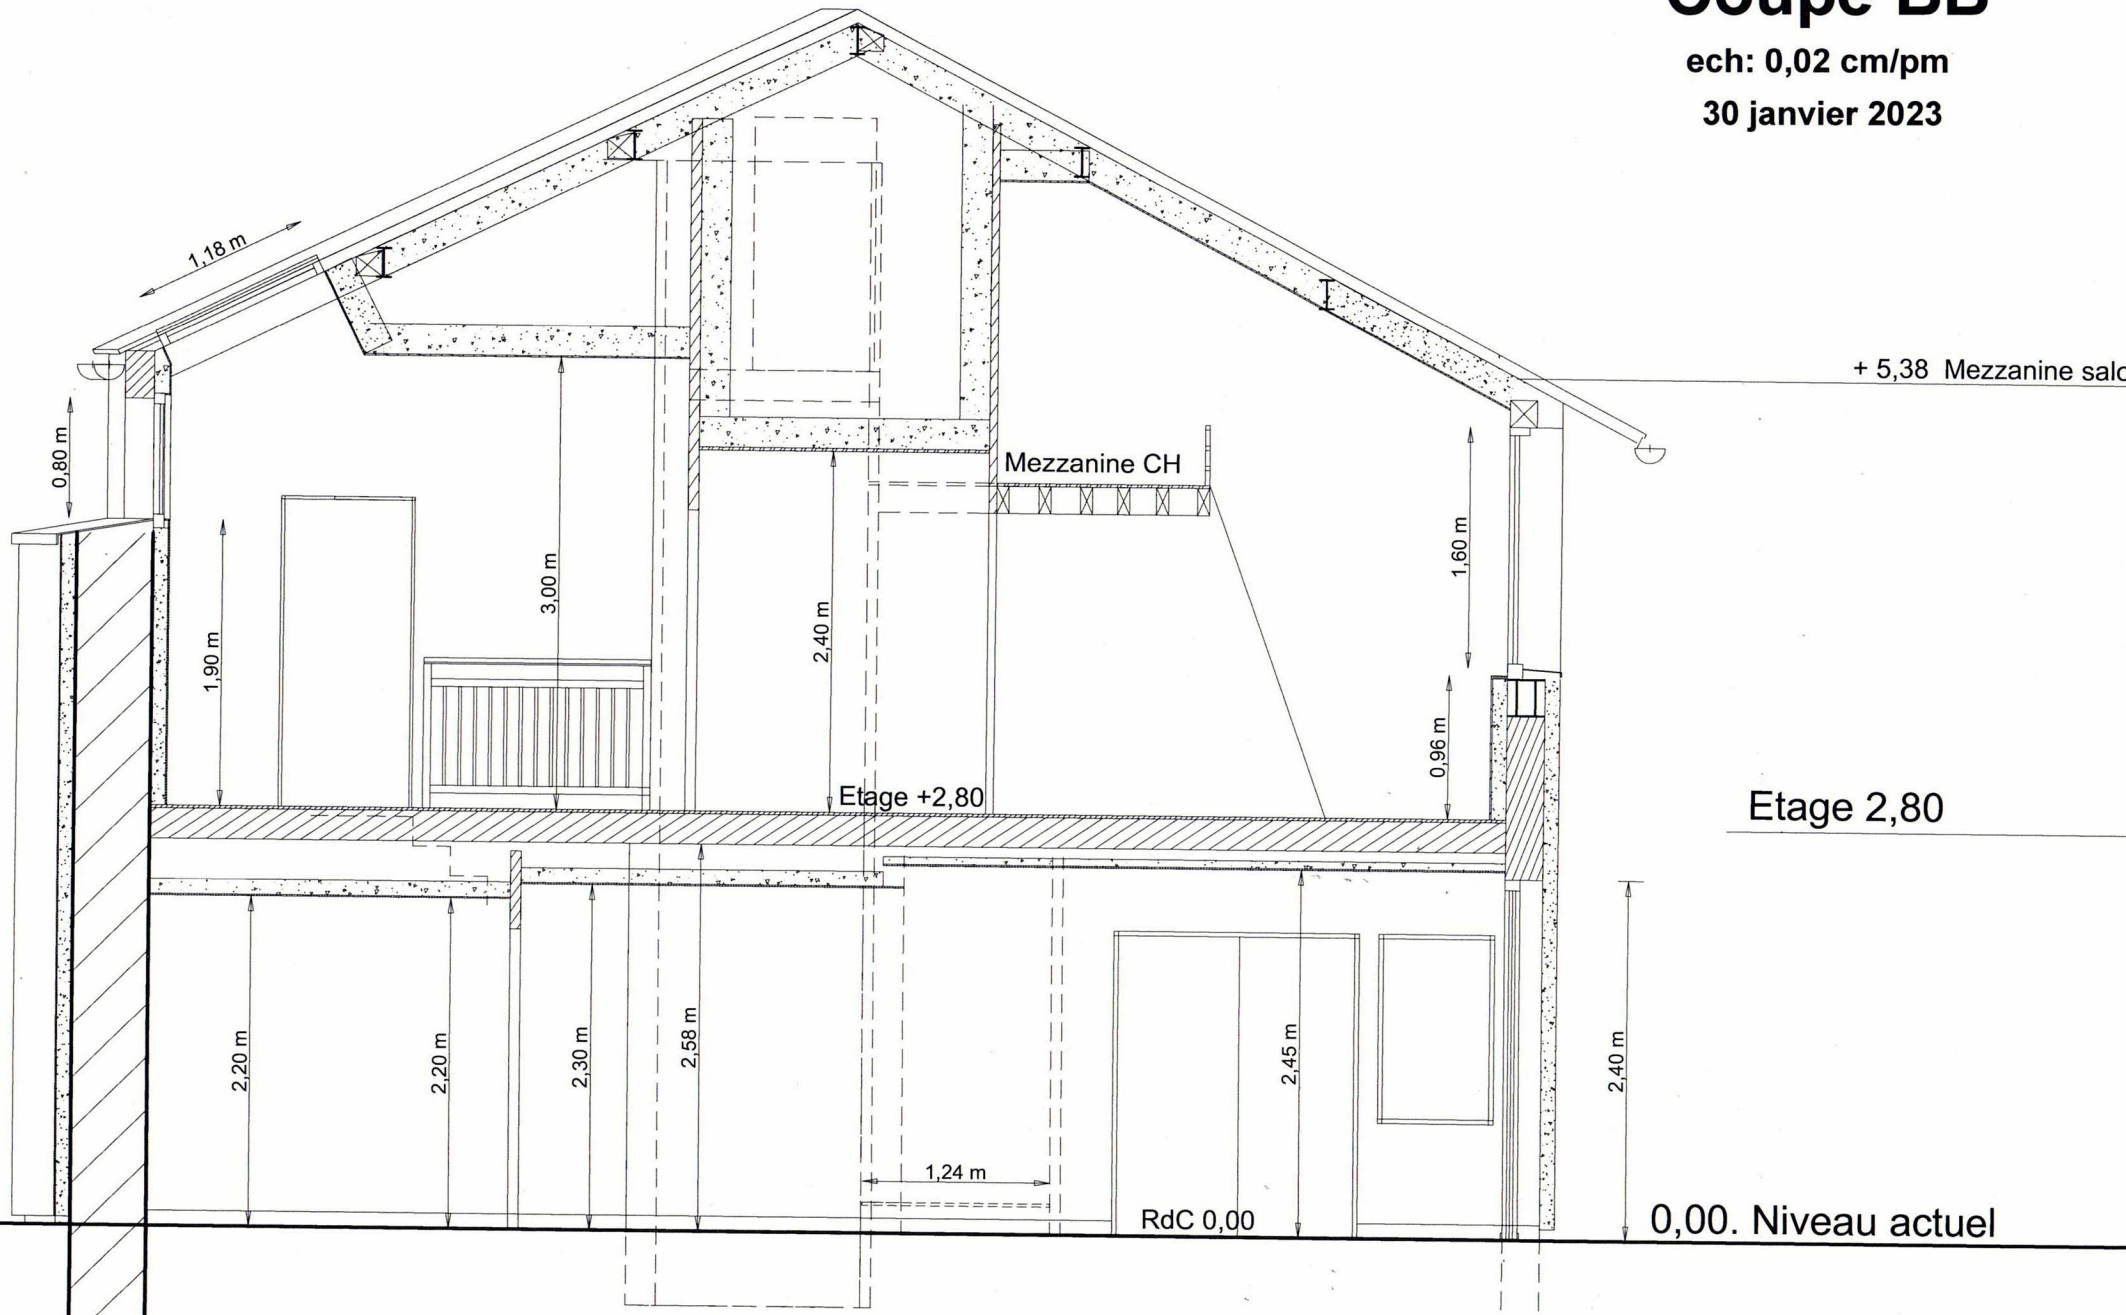 Coupe BB
ech: 0,02 cm/pm
30 janvier 2023
1,18 m
+ 5,38 Mezzanine
0,80 m
Mezzanine CH
1,60 m
3,00 m
2,40 m
1,90 m
0,96 m
Etage +2,80
Etage 2,80
2,20 m
2,20 m
2,30 m
2,58 m
2,45 m
2,40 m
1,24 m
RdC 0,00
0,00. Niveau actuel